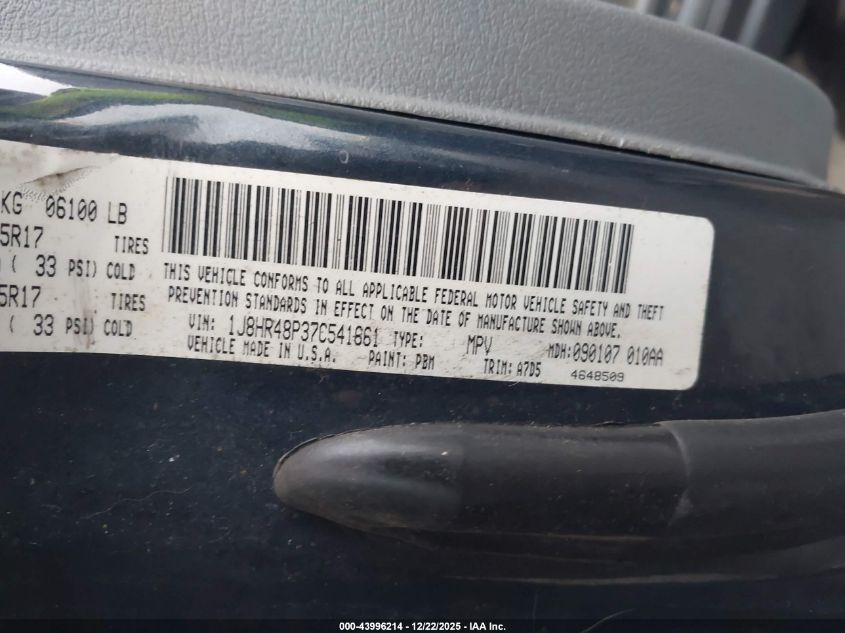 KG 06100 LB
5R17 TIRES
( 33 PSI) COLD
5R17 TIRES
( 33 PSI) COLD
THIS VEHICLE CONFORMS TO ALL APPLICABLE FEDERAL MOTOR VEHICLE SAFETY AND THEFT
PREVENTION STANDARDS IN EFFECT ON THE DATE OF MANUFACTURE SHOWN ABOVE.
VIN: 1J8HR48P37C541861 TYPE: MPV MDH:090107 010AA
VEHICLE MADE IN U.S.A. PAINT: PBM TRIM: A7D5 4648509
000-43996214 - 12/22/2025 - IAA Inc.